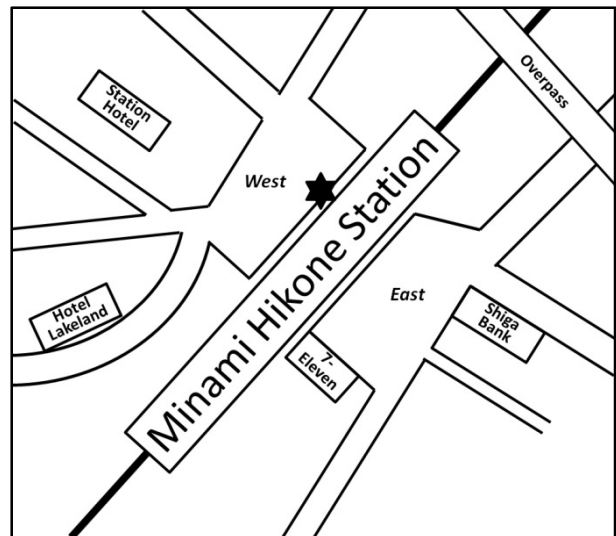 Overpass
Station
Hotel
West
Minami Hikone Station
East
Hotel
Lakeland
Shiga
Bank
7-
Eleven